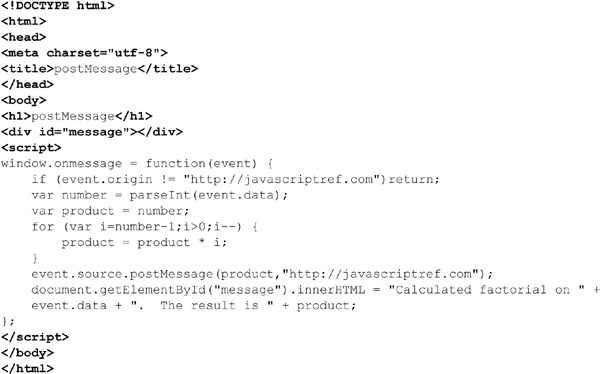 <!DOCTYPE html>
<html>
<head>
<meta charset="utf-8">
<title>postMessage</title>
</head>
<body>
<h1>postMessage</h1>
<div id="message"></div>
<script>
window.onmessage = function(event) {
    if (event.origin != "http://javascriptref.com")return;
    var number = parseInt(event.data);
    var product = number;
    for (var i=number-1;i>0;i--) {
        product = product * i;
    }
    event.source.postMessage(product,"http://javascriptref.com");
    document.getElementById("message").innerHTML = "Calculated factorial on " +
    event.data + ".  The result is " + product;
};
</script>
</body>
</html>